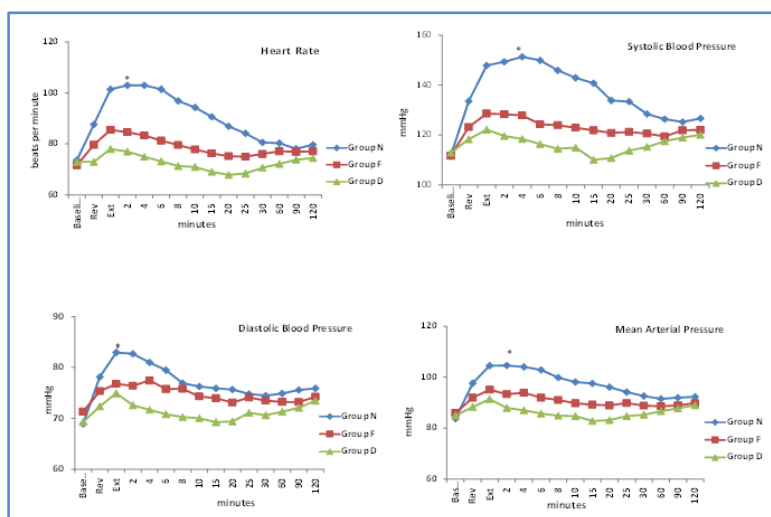 Heart Rate
*
120
100
80
60
beats per minute
Baseli...
Rev
Ext
2
4
6
8
10
15
20
25
30
60
90
120
minutes
Group N
Group F
Group D
Systolic Blood Pressure
*
160
140
120
100
mmHg
Baseli...
Rev
Ext
2
4
6
8
10
15
20
25
30
60
90
120
minutes
Group N
Group F
Group D
Diastolic Blood Pressure
*
90
80
70
60
mmHg
Base...
Rev
Ext
2
4
6
8
10
15
20
25
30
60
90
120
minutes
Group N
Group F
Group D
Mean Arterial Pressure
*
120
100
80
60
mmHg
Bas...
Rev
Ext
2
4
6
8
10
15
20
25
30
60
90
120
minutes
Group N
Group F
Group D